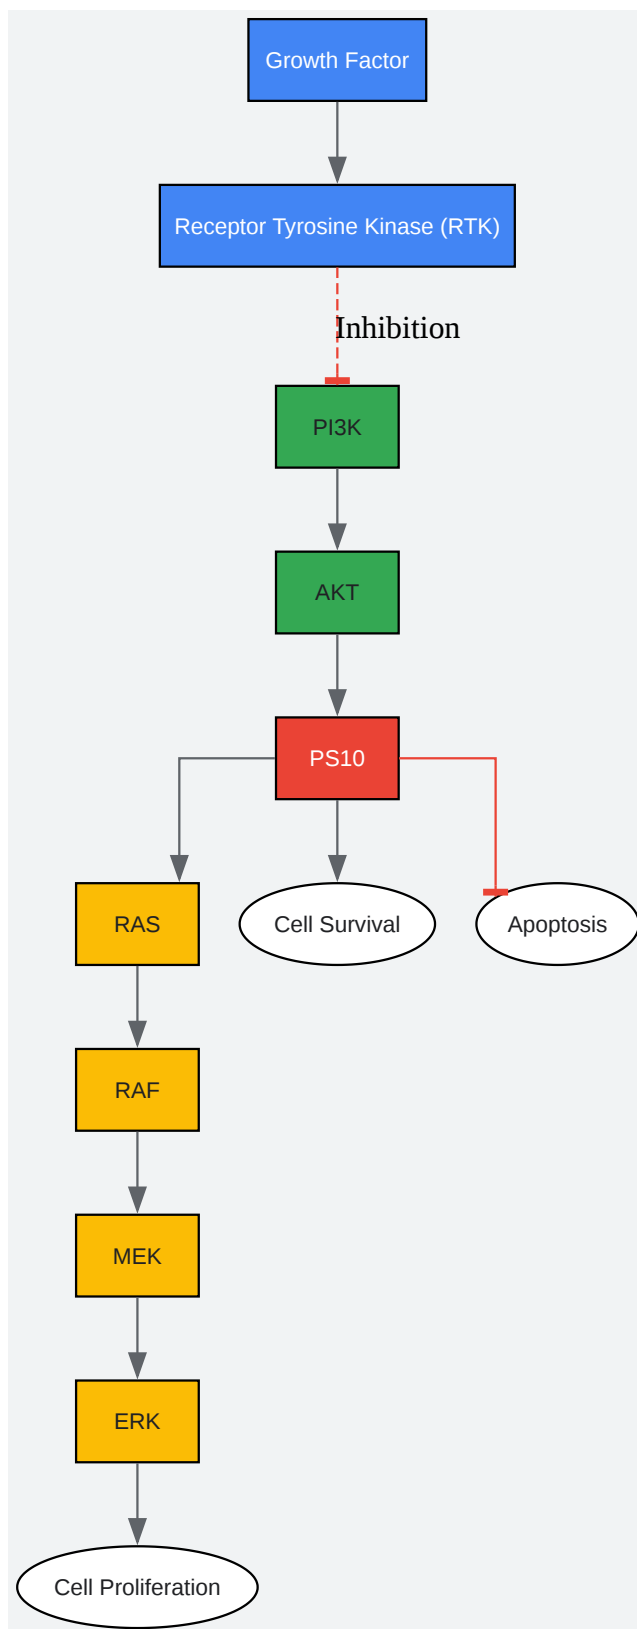 Growth Factor
Receptor Tyrosine Kinase (RTK)
Inhibition
PI3K
AKT
PS10
RAS
Cell Survival
Apoptosis
RAF
MEK
ERK
Cell Proliferation